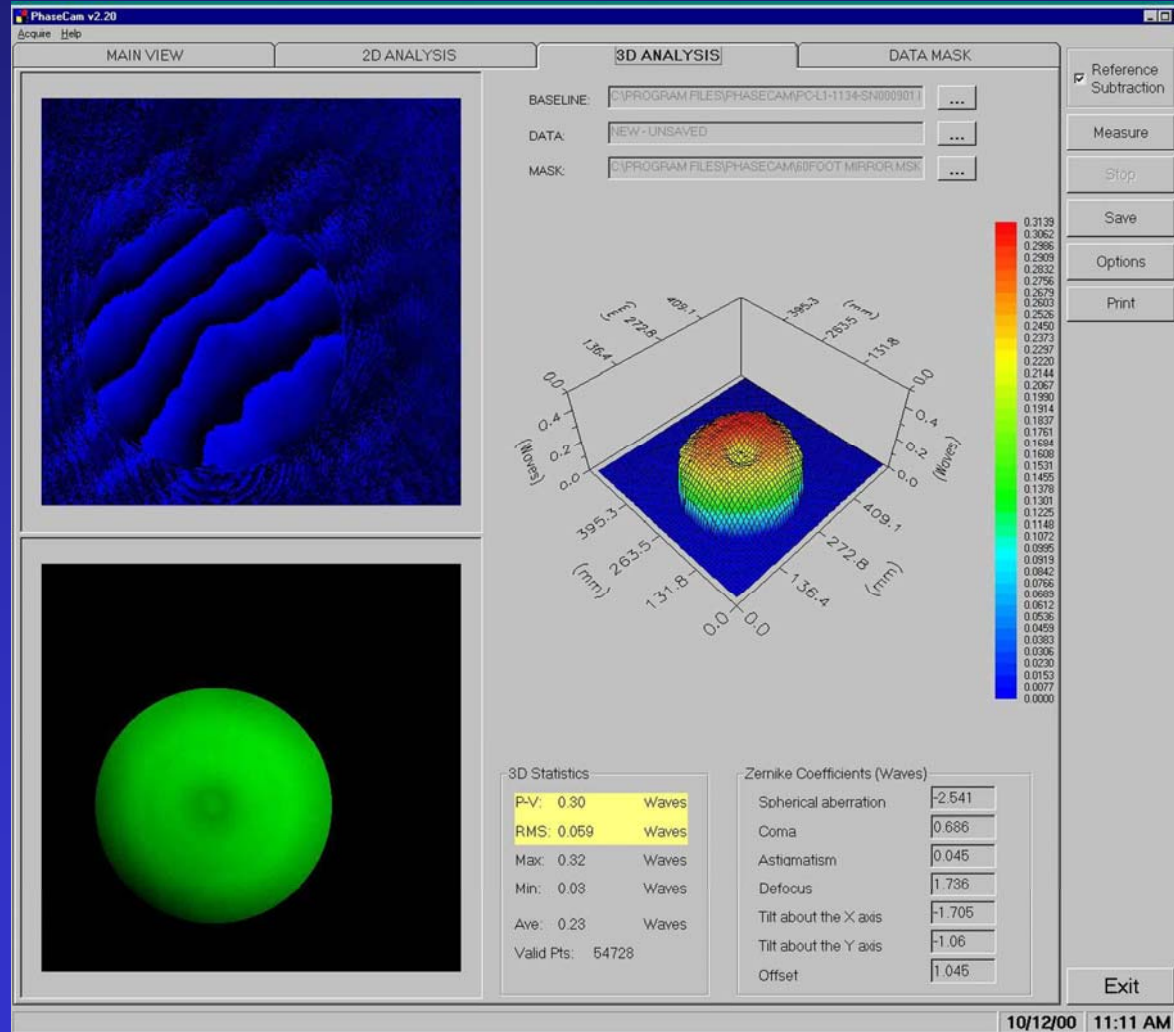 PhaseCam v2.20
Acquire Help
MAIN VIEW 2D ANALYSIS 3D ANALYSIS DATA MASK
Reference
Subtraction
BASELINE: C:\PROGRAM FILES\PHASECAM\PC-L1-1134-SN000901.I ...
DATA: NEW - UNSAVED ...
MASK: C:\PROGRAM FILES\PHASECAM\60FOOT MIRROR.MSK ...
Measure
Stop
Save
Options
Print
0.3139
0.3062
0.2986
0.2909
0.2832
0.2756
0.2679
0.2603
0.2526
0.2450
0.2373
0.2297
0.2220
0.2144
0.2067
0.1990
0.1914
0.1837
0.1761
0.1684
0.1608
0.1531
0.1455
0.1378
0.1301
0.1225
0.1148
0.1072
0.0995
0.0919
0.0842
0.0766
0.0689
0.0612
0.0536
0.0459
0.0383
0.0306
0.0230
0.0153
0.0077
0.0000
(mm) 409.1 395.3 (mm)
272.8 263.5
136.4 131.8
0.0 0.0
0.4 0.4
0.2 0.2
(Waves) 0.0 0.0 (Waves)
395.3 409.1
263.5 272.8
(mm) 131.8 136.4 (mm)
0.0 0.0
3D Statistics
P-V: 0.30 Waves
RMS: 0.059 Waves
Max: 0.32 Waves
Min: 0.03 Waves
Ave: 0.23 Waves
Valid Pts: 54728
Zernike Coefficients (Waves)
Spherical aberration -2.541
Coma 0.686
Astigmatism 0.045
Defocus 1.736
Tilt about the X axis -1.705
Tilt about the Y axis -1.06
Offset 1.045
Exit
10/12/00 11:11 AM